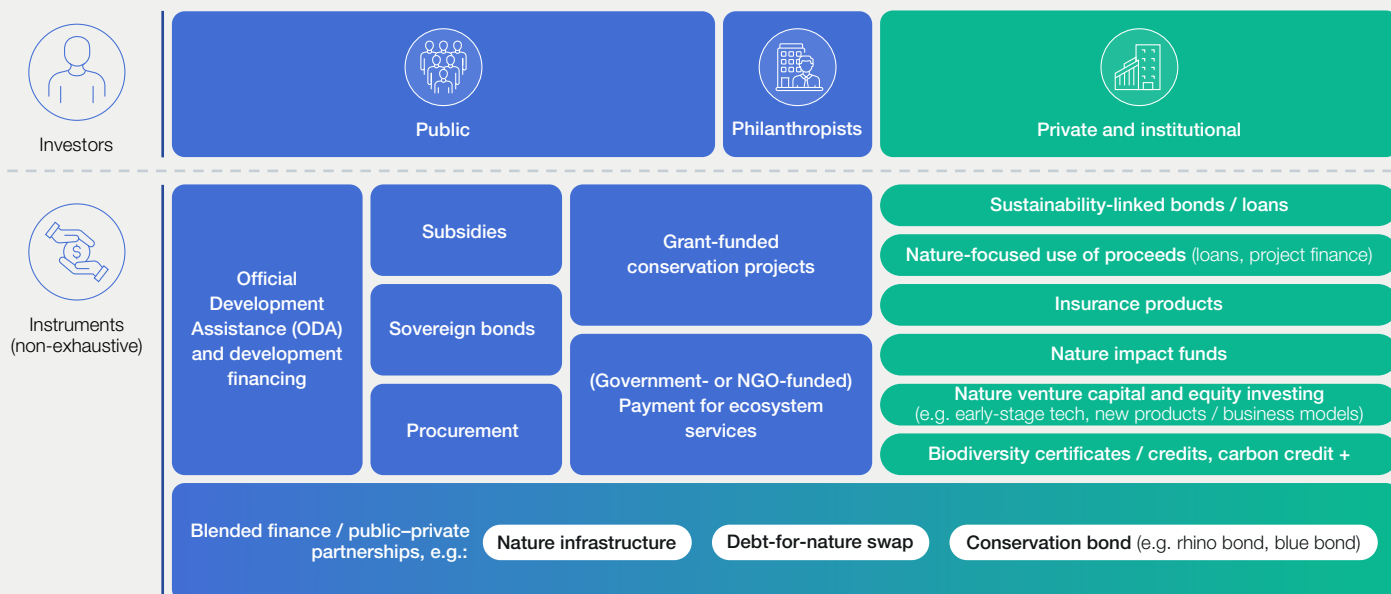 Investors
Public
Philanthropists
Private and institutional
Instruments
(non-exhaustive)
$
Official
Development
Assistance (ODA)
and development
financing
Subsidies
Sovereign bonds
Procurement
Grant-funded
conservation projects
(Government- or NGO-funded)
Payment for ecosystem
services
Sustainability-linked bonds / loans
Nature-focused use of proceeds (loans, project finance)
Insurance products
Nature impact funds
Nature venture capital and equity investing
(e.g. early-stage tech, new products / business models)
Biodiversity certificates / credits, carbon credit +
Blended finance / public–private
partnerships, e.g.:
Nature infrastructure
Debt-for-nature swap
Conservation bond (e.g. rhino bond, blue bond)